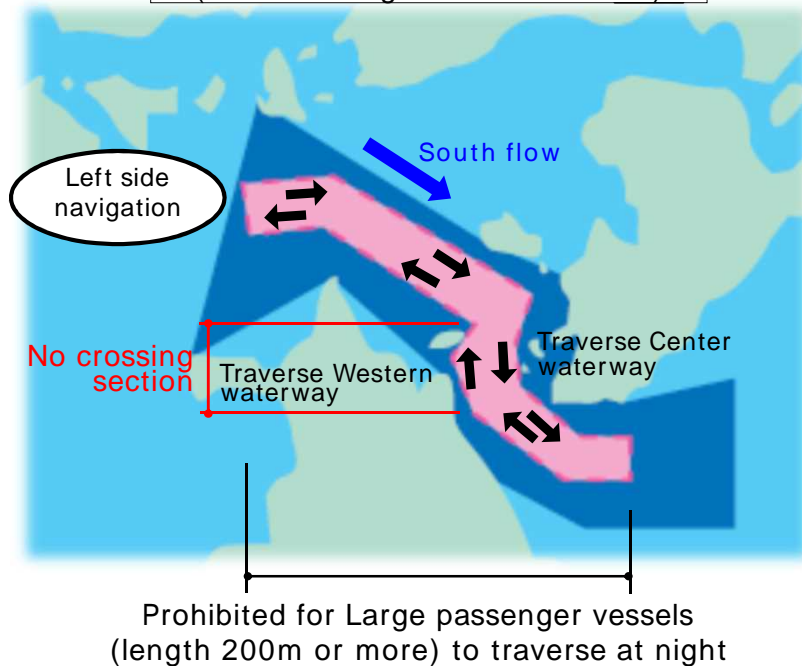 South flow
Left side
navigation
No crossing
section
Traverse Western
waterway
Traverse Center
waterway
Prohibited for Large passenger vessels
(length 200m or more) to traverse at night